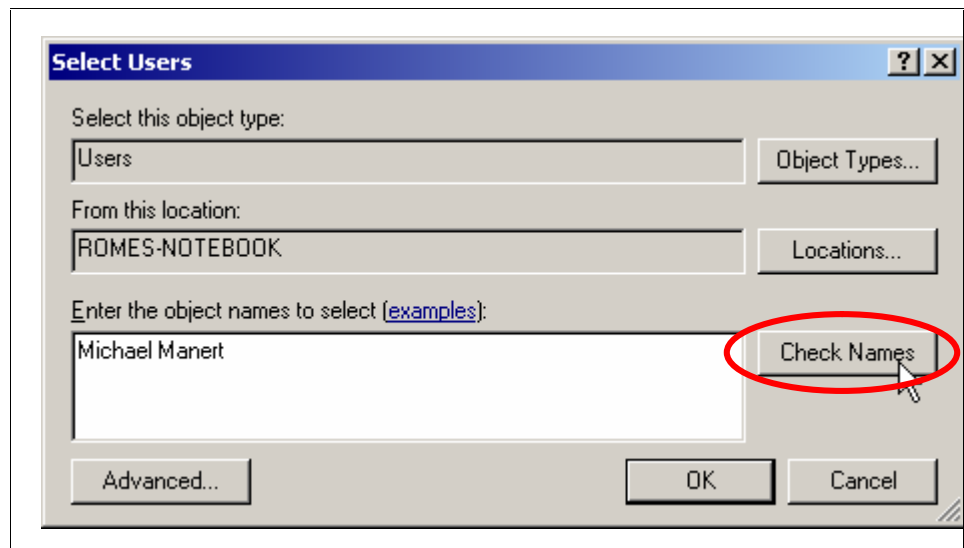 Select Users
Select this object type:
Users
Object Types...
From this location:
ROMES-NOTEBOOK
Locations...
Enter the object names to select (examples):
Michael Manert
Check Names
Advanced...
OK
Cancel